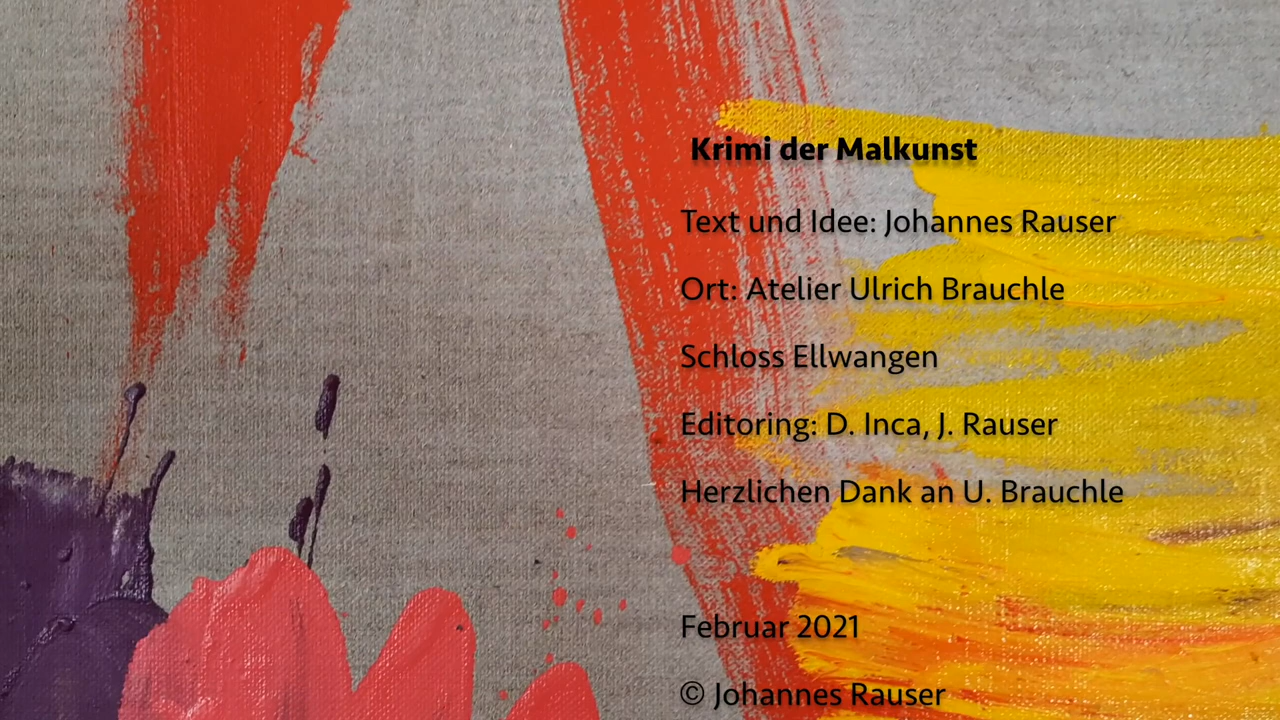 Krimi der Malkunst
Text und Idee: Johannes Rauser
Ort: Atelier Ulrich Brauchle
Schloss Ellwangen
Editoring: D. Inca, J. Rauser
Herzlichen Dank an U. Brauchle
Februar 2021
© Johannes Rauser